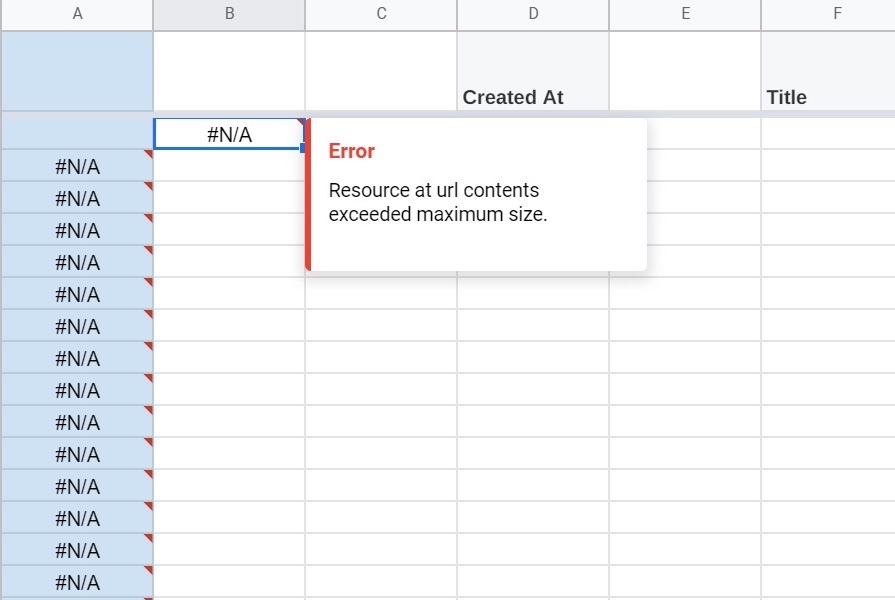 A B C D E F
Created At Title
#N/A
Error
#N/A
Resource at url contents
#N/A
exceeded maximum size.
#N/A
#N/A
#N/A
#N/A
#N/A
#N/A
#N/A
#N/A
#N/A
#N/A
#N/A
#N/A